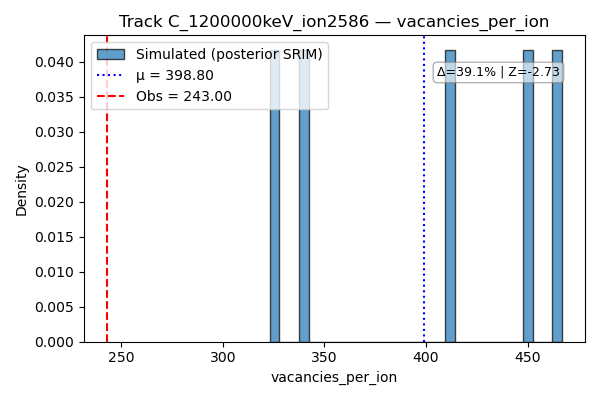 Track C_1200000keV_ion2586 — vacancies_per_ion
Simulated (posterior SRIM)
μ = 398.80
Obs = 243.00
Δ=39.1% | Z=-2.73
Density
0.040
0.035
0.030
0.025
0.020
0.015
0.010
0.005
0.000
250 300 350 400 450
vacancies_per_ion